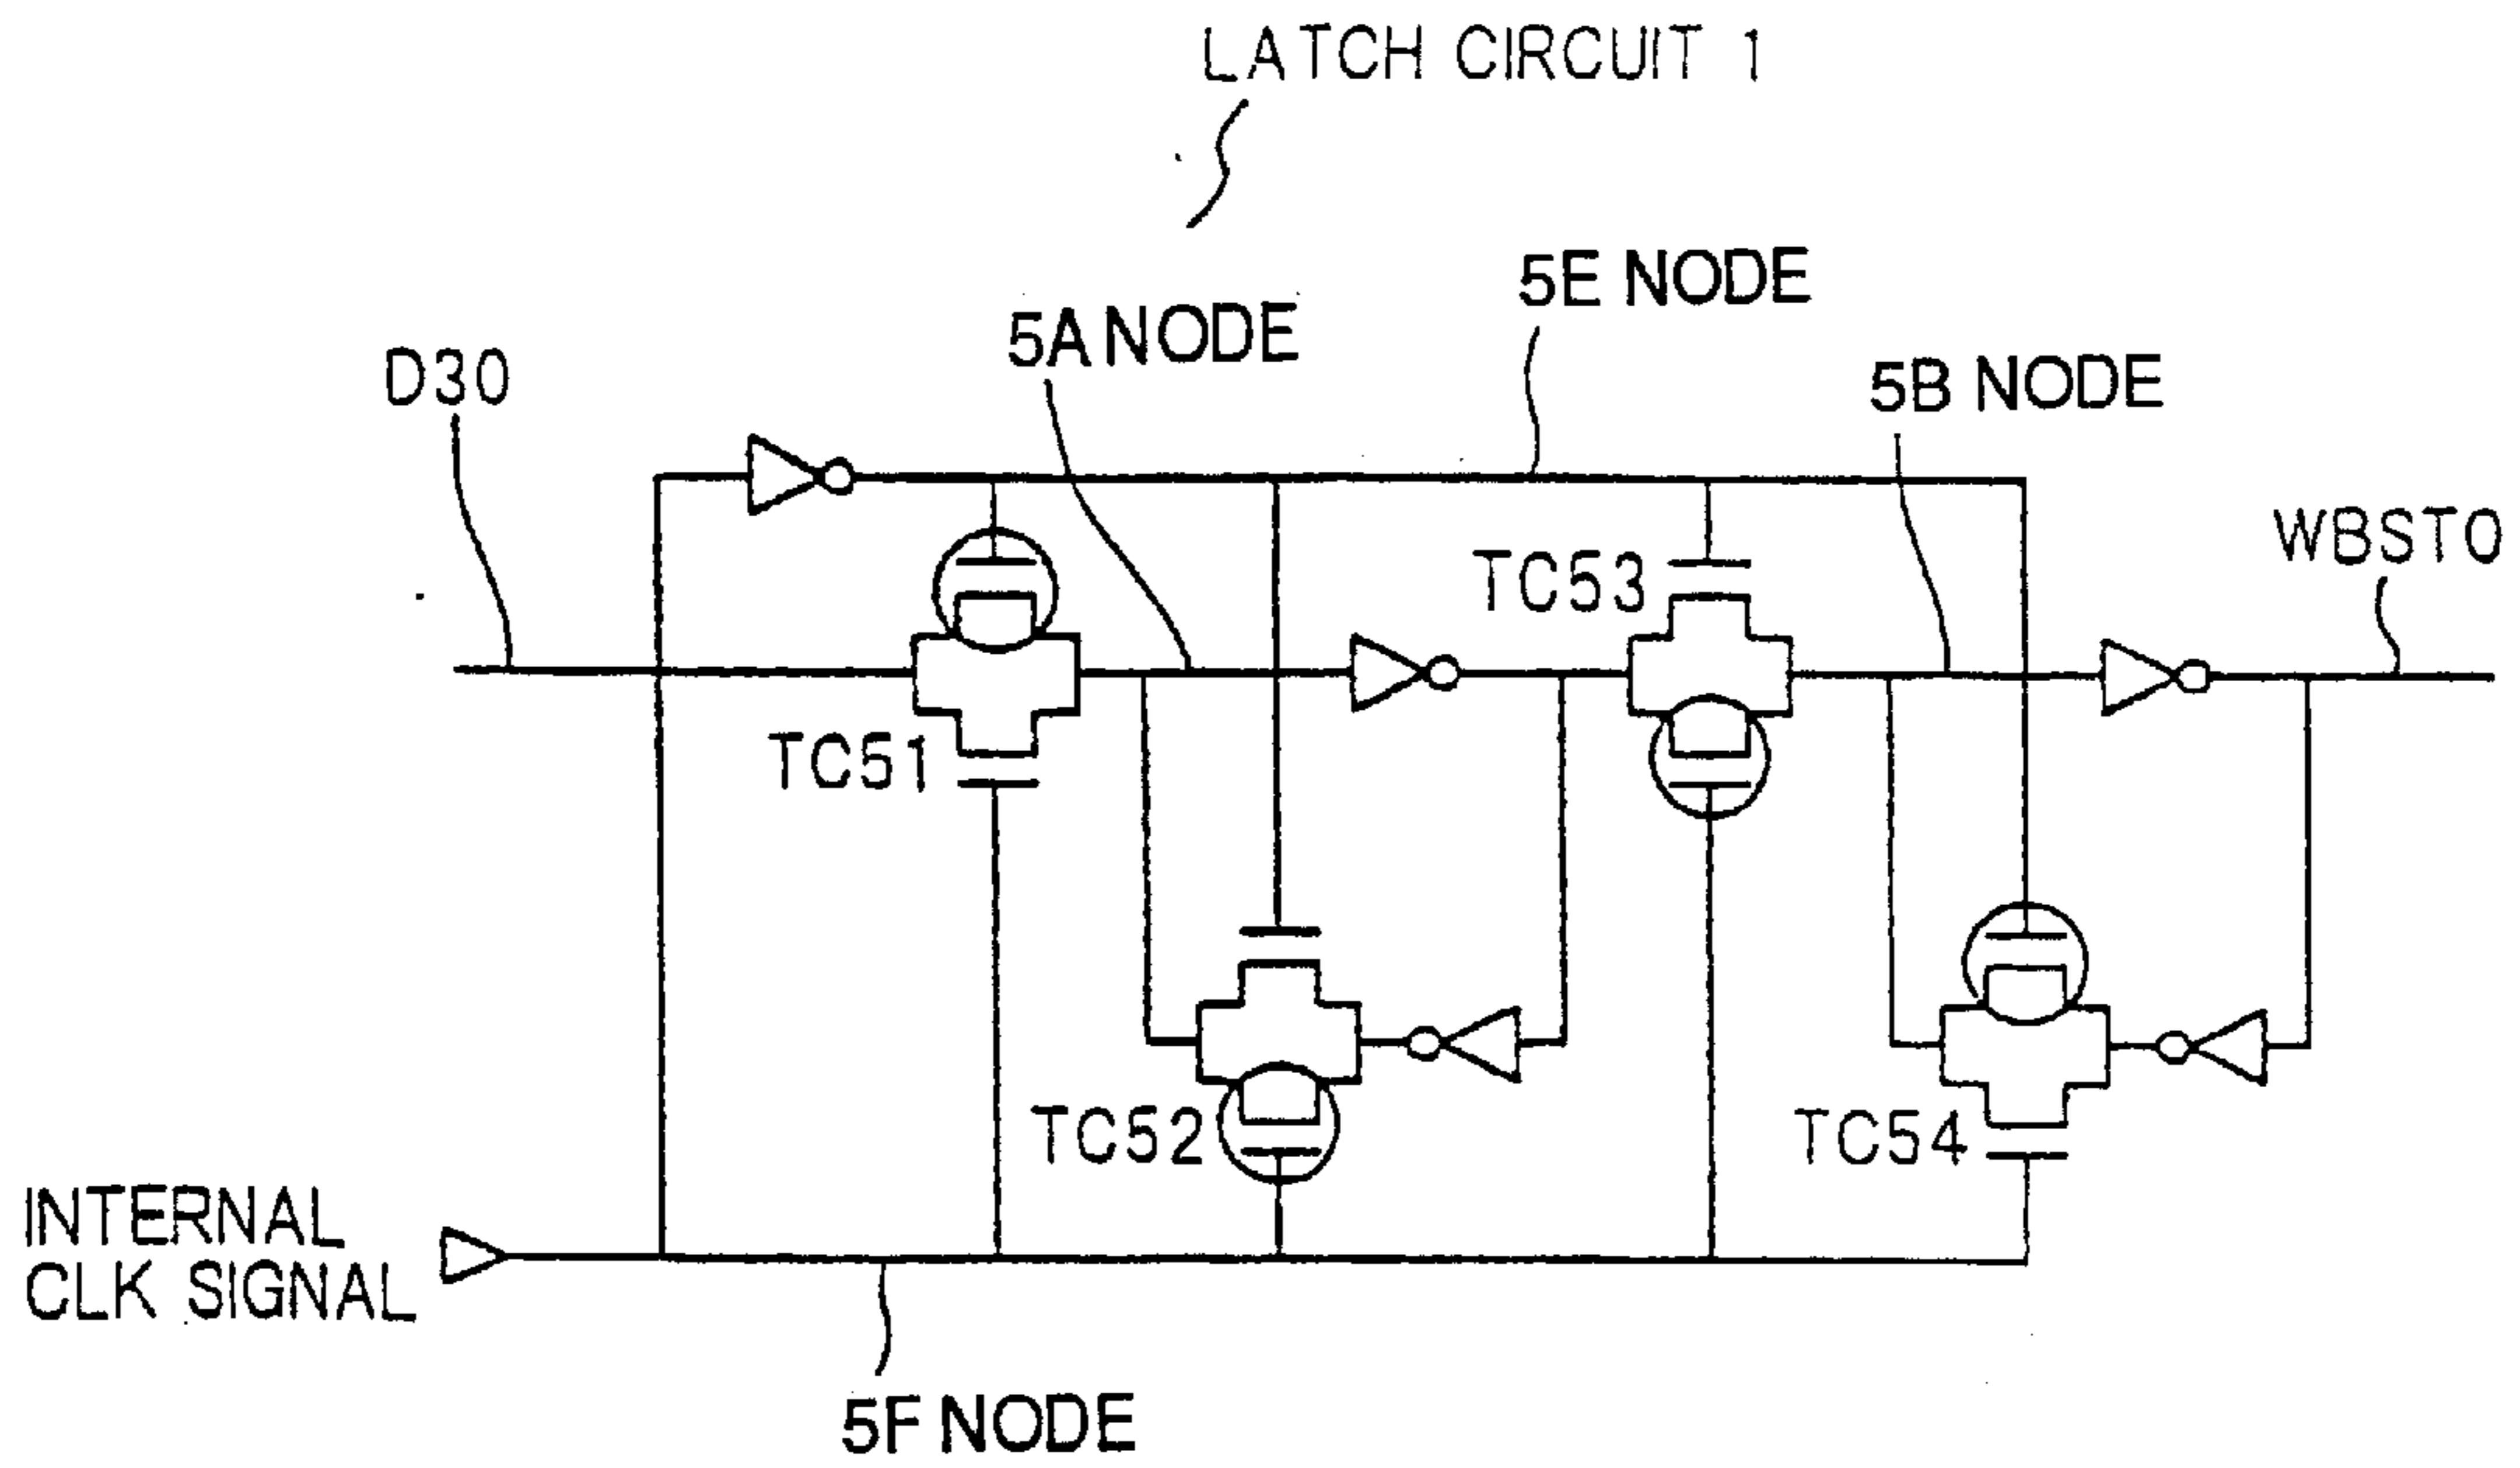 LATCH CIRCUIT 1
5E NODE
5A NODE
D30
5B NODE
WBST0
TC53
TC51
TC52
TC54
INTERNAL
CLK SIGNAL
5F NODE